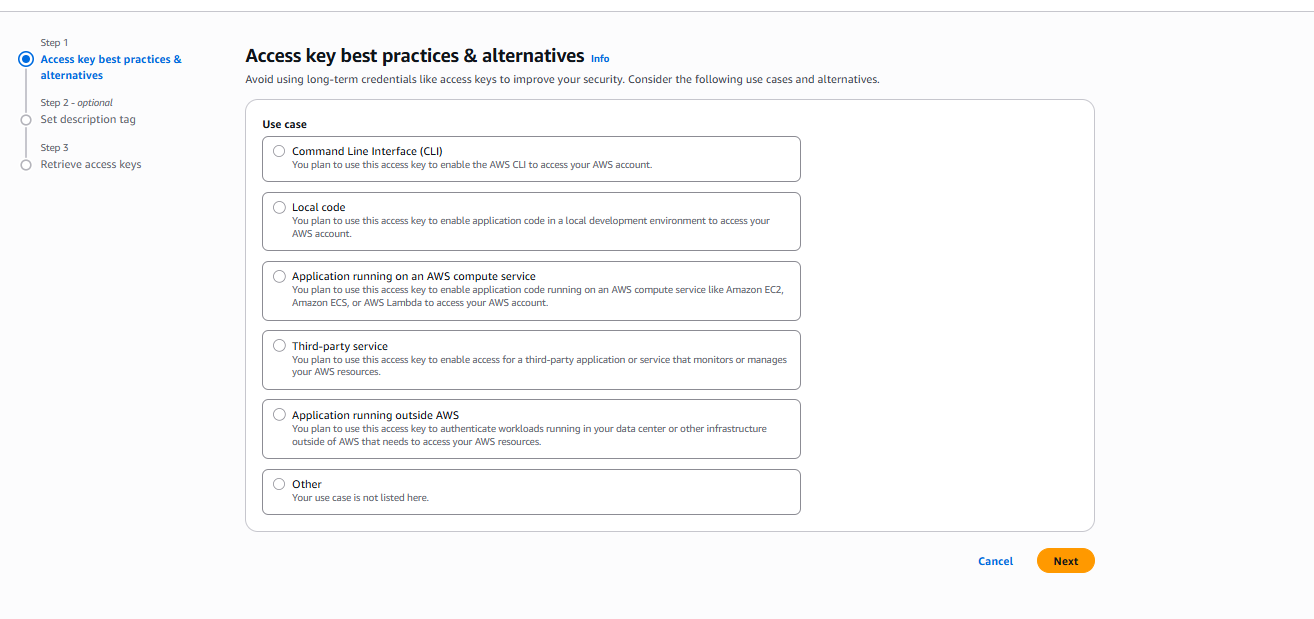 Step 1
Access key best practices &
alternatives
Step 2 - optional
Set description tag
Step 3
Retrieve access keys
Access key best practices & alternatives Info
Avoid using long-term credentials like access keys to improve your security. Consider the following use cases and alternatives.
Use case
Command Line Interface (CLI)
You plan to use this access key to enable the AWS CLI to access your AWS account.
Local code
You plan to use this access key to enable application code in a local development environment to access your
AWS account.
Application running on an AWS compute service
You plan to use this access key to enable application code running on an AWS compute service like Amazon EC2,
Amazon ECS, or AWS Lambda to access your AWS account.
Third-party service
You plan to use this access key to enable access for a third-party application or service that monitors or manages
your AWS resources.
Application running outside AWS
You plan to use this access key to authenticate workloads running in your data center or other infrastructure
outside of AWS that needs to access your AWS resources.
Other
Your use case is not listed here.
Cancel
Next